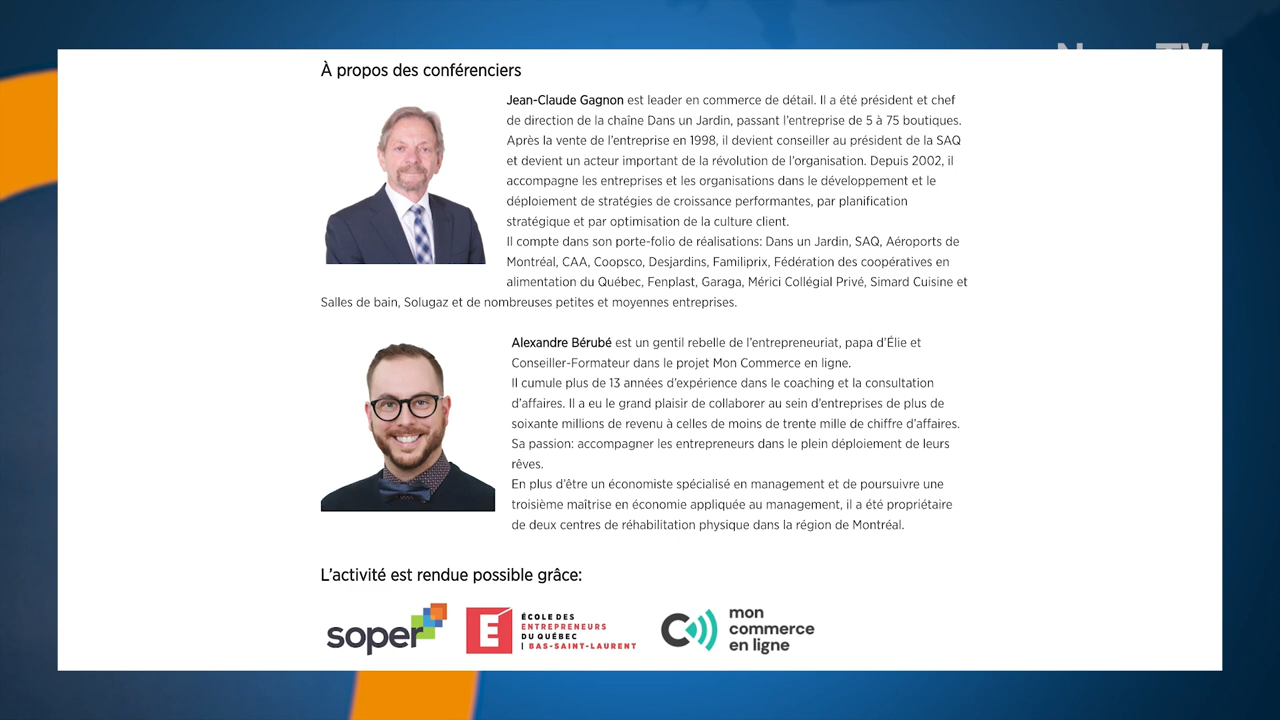 À propos des conférenciers
Jean-Claude Gagnon est leader en commerce de détail. Il a été président et chef
de direction de la chaîne Dans un Jardin, passant l'entreprise de 5 à 75 boutiques.
Après la vente de l'entreprise en 1998, il devient conseiller au président de la SAQ
et devient un acteur important de la révolution de l'organisation. Depuis 2002, il
accompagne les entreprises et les organisations dans le développement et le
déploiement de stratégies de croissance performantes, par planification
stratégique et par optimisation de la culture client.
Il compte dans son porte-folio de réalisations: Dans un Jardin, SAQ, Aéroports de
Montréal, CAA, Coopsco, Desjardins, Familiprix, Fédération des coopératives en
alimentation du Québec, Fenplast, Garaga, Mérici Collégial Privé, Simard Cuisine et
Salles de bain, Solugaz et de nombreuses petites et moyennes entreprises.
Alexandre Bérubé est un gentil rebelle de l'entrepreneuriat, papa d'Élie et
Conseiller-Formateur dans le projet Mon Commerce en ligne.
Il cumule plus de 13 années d'expérience dans le coaching et la consultation
d'affaires. Il a eu le grand plaisir de collaborer au sein d'entreprises de plus de
soixante millions de revenu à celles de moins de trente mille de chiffre d'affaires.
Sa passion: accompagner les entrepreneurs dans le plein déploiement de leurs
rêves.
En plus d'être un économiste spécialisé en management et de poursuivre une
troisième maîtrise en économie appliquée au management, il a été propriétaire
de deux centres de réhabilitation physique dans la région de Montréal.
L'activité est rendue possible grâce:
soper
É
ÉCOLE DES
ENTREPRENEURS
DU QUÉBEC
| BAS-SAINT-LAURENT
mon
commerce
en ligne